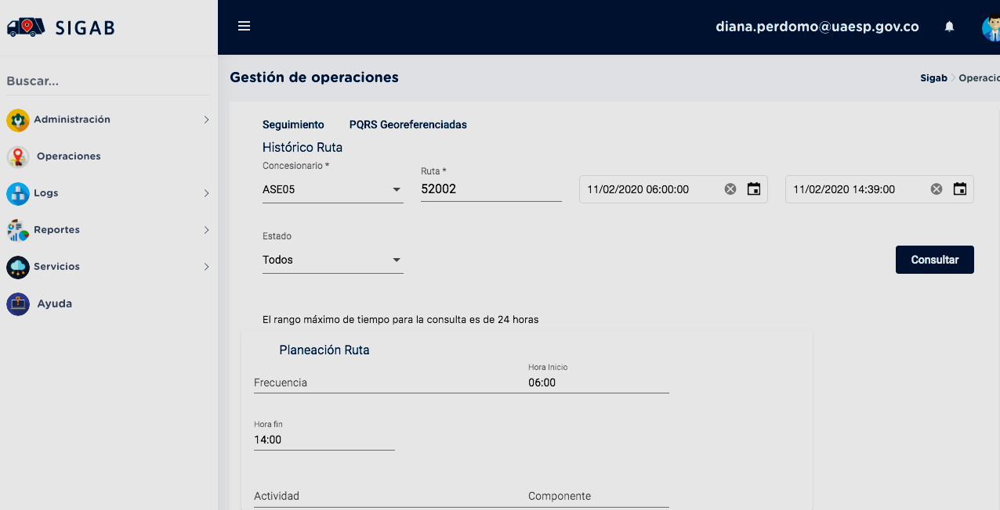 SIGAB
diana.perdomo@uaesp.gov.co
Buscar...
Administración
Operaciones
Logs
Reportes
Servicios
Ayuda
Gestión de operaciones
Sigab
Seguimiento PQRS Georeferenciadas
Histórico Ruta
Concesionario *
ASE05
Ruta *
52002
11/02/2020 06:00:00
11/02/2020 14:39:00
Estado
Todos
Consultar
El rango máximo de tiempo para la consulta es de 24 horas
Planeación Ruta
Frecuencia
Hora Inicio
06:00
Hora fin
14:00
Actividad
Componente